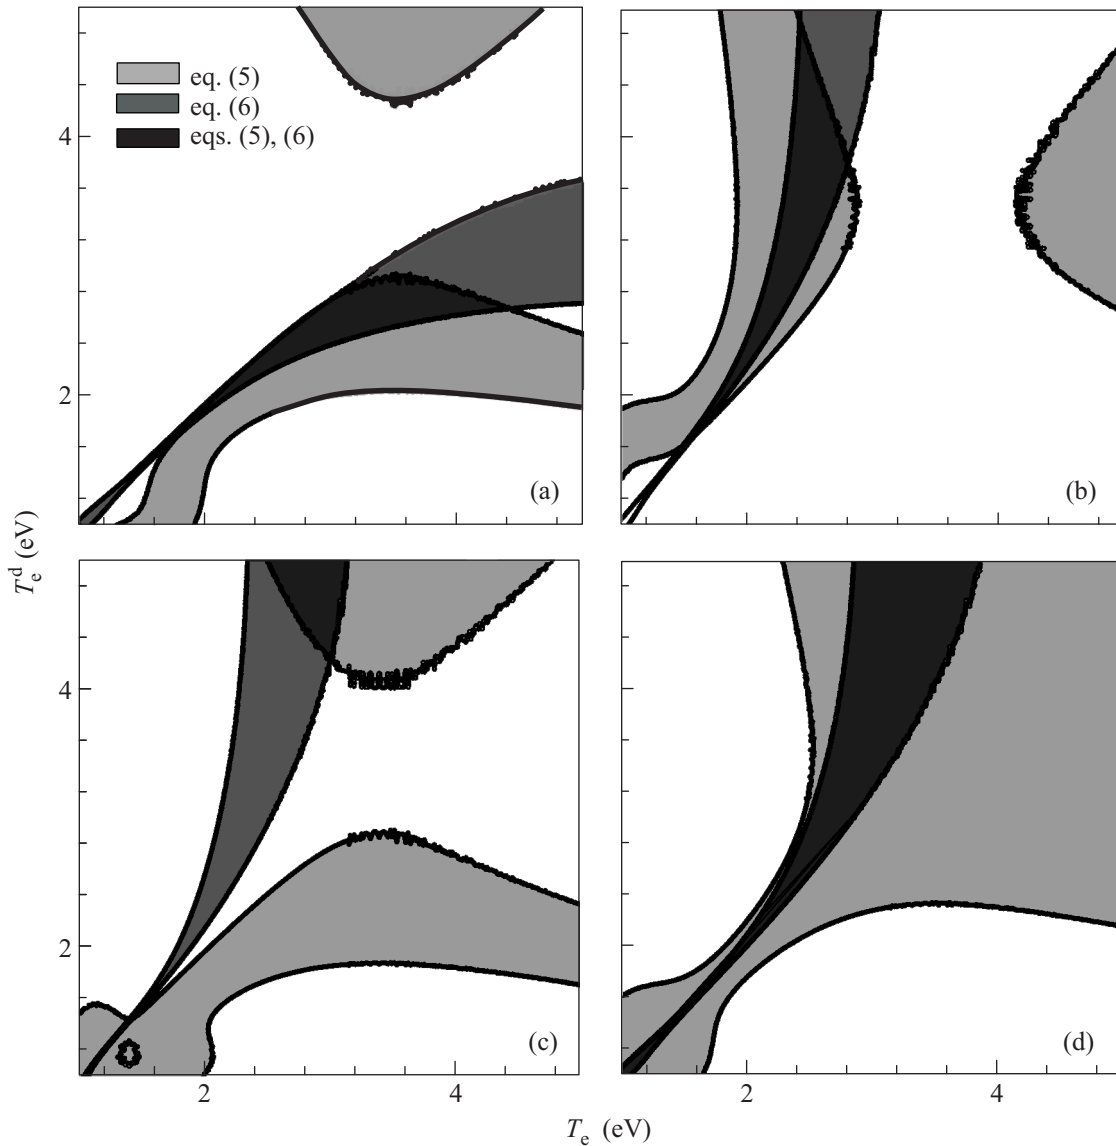 eq. (5)
eq. (6)
eqs. (5), (6)
4
2
(a)
(b)
T_e^d (eV)
4
2
2
4
(c)
2
4
(d)
T_e (eV)